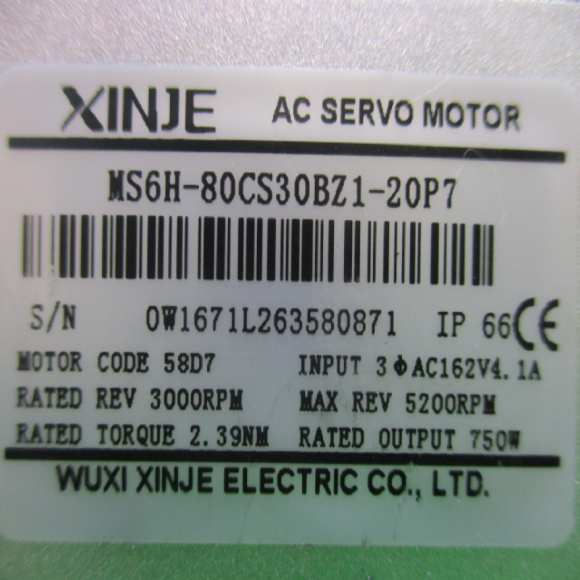 XINJE AC SERVO MOTOR
MS6H-80CS30BZ1-20P7
S/N 0W1671L263580871 IP 66 CE
MOTOR CODE 58D7 INPUT 3ΦAC162V4.1A
RATED REV 3000RPM MAX REV 5200RPM
RATED TORQUE 2.39NM RATED OUTPUT 750W
WUXI XINJE ELECTRIC CO., LTD.